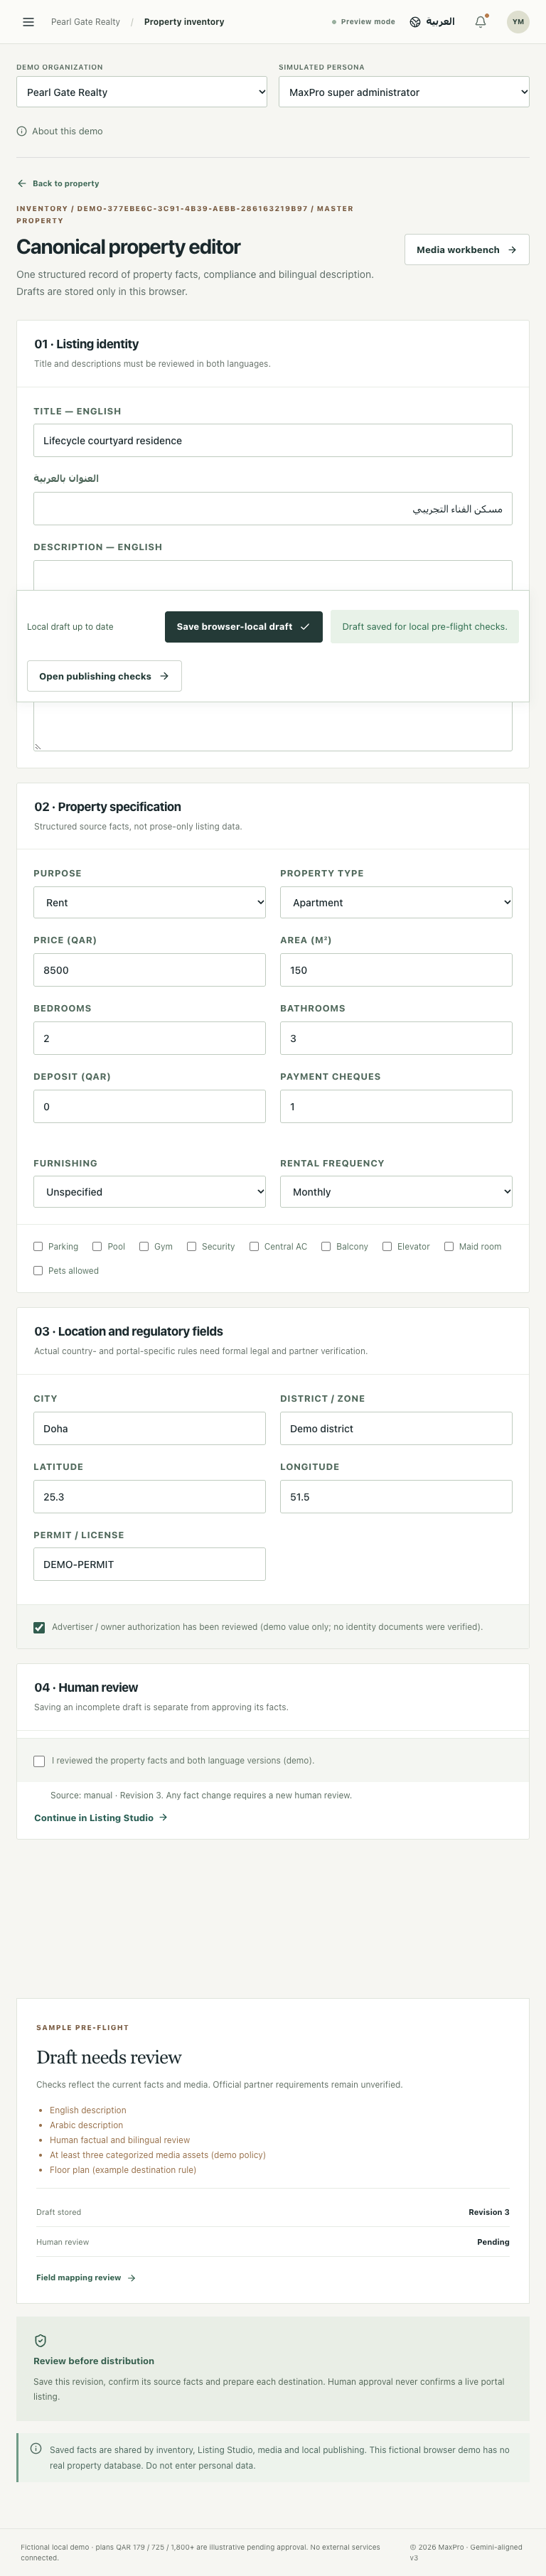 Pearl Gate Realty / Property inventory
Preview mode
العربية
YM
DEMO ORGANIZATION
Pearl Gate Realty
SIMULATED PERSONA
MaxPro super administrator
About this demo
Back to property
INVENTORY / DEMO-377EBE6C-3C91-4B39-AEBB-286163219B97 / MASTER
PROPERTY
Canonical property editor
Media workbench
One structured record of property facts, compliance and bilingual description.
Drafts are stored only in this browser.
01 · Listing identity
Title and descriptions must be reviewed in both languages.
TITLE — ENGLISH
Lifecycle courtyard residence
العنوان بالعربية
مسكن الفناء التجريبي
DESCRIPTION — ENGLISH
Local draft up to date
Save browser-local draft
Draft saved for local pre-flight checks.
Open publishing checks
02 · Property specification
Structured source facts, not prose-only listing data.
PURPOSE
Rent
PROPERTY TYPE
Apartment
PRICE (QAR)
8500
AREA (M²)
150
BEDROOMS
2
BATHROOMS
3
DEPOSIT (QAR)
0
PAYMENT CHEQUES
1
FURNISHING
Unspecified
RENTAL FREQUENCY
Monthly
Parking Pool Gym Security Central AC Balcony Elevator Maid room
Pets allowed
03 · Location and regulatory fields
Actual country- and portal-specific rules need formal legal and partner verification.
CITY
Doha
DISTRICT / ZONE
Demo district
LATITUDE
25.3
LONGITUDE
51.5
PERMIT / LICENSE
DEMO-PERMIT
Advertiser / owner authorization has been reviewed (demo value only; no identity documents were verified).
04 · Human review
Saving an incomplete draft is separate from approving its facts.
I reviewed the property facts and both language versions (demo).
Source: manual · Revision 3. Any fact change requires a new human review.
Continue in Listing Studio
SAMPLE PRE-FLIGHT
Draft needs review
Checks reflect the current facts and media. Official partner requirements remain unverified.
English description
Arabic description
Human factual and bilingual review
At least three categorized media assets (demo policy)
Floor plan (example destination rule)
Draft stored Revision 3
Human review Pending
Field mapping review
Review before distribution
Save this revision, confirm its source facts and prepare each destination. Human approval never confirms a live portal
listing.
Saved facts are shared by inventory, Listing Studio, media and local publishing. This fictional browser demo has no
real property database. Do not enter personal data.
Fictional local demo · plans QAR 179 / 725 / 1,800+ are illustrative pending approval. No external services
connected.
© 2026 MaxPro · Gemini-aligned
v3